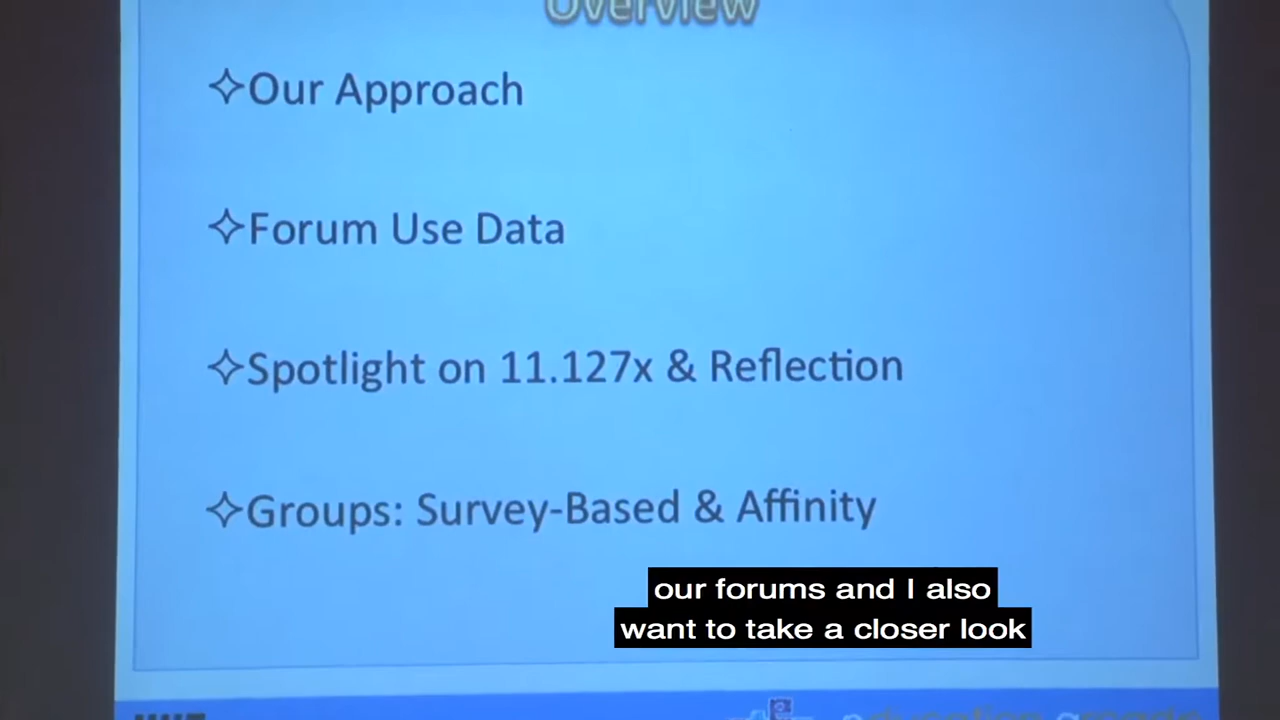 Overview
✧Our Approach
✧Forum Use Data
✧Spotlight on 11.127x & Reflection
✧Groups: Survey-Based & Affinity
our forums and I also
want to take a closer look